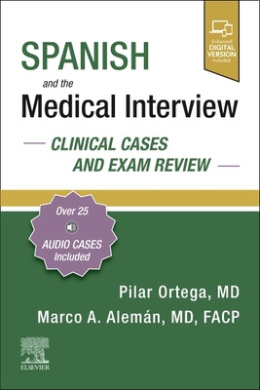 Enhanced
DIGITAL
VERSION
Included
SPANISH
and the
Medical Interview
CLINICAL CASES
AND EXAM REVIEW
Over 25
AUDIO CASES
Included
Pilar Ortega, MD
Marco A. Alemán, MD, FACP
ELSEVIER